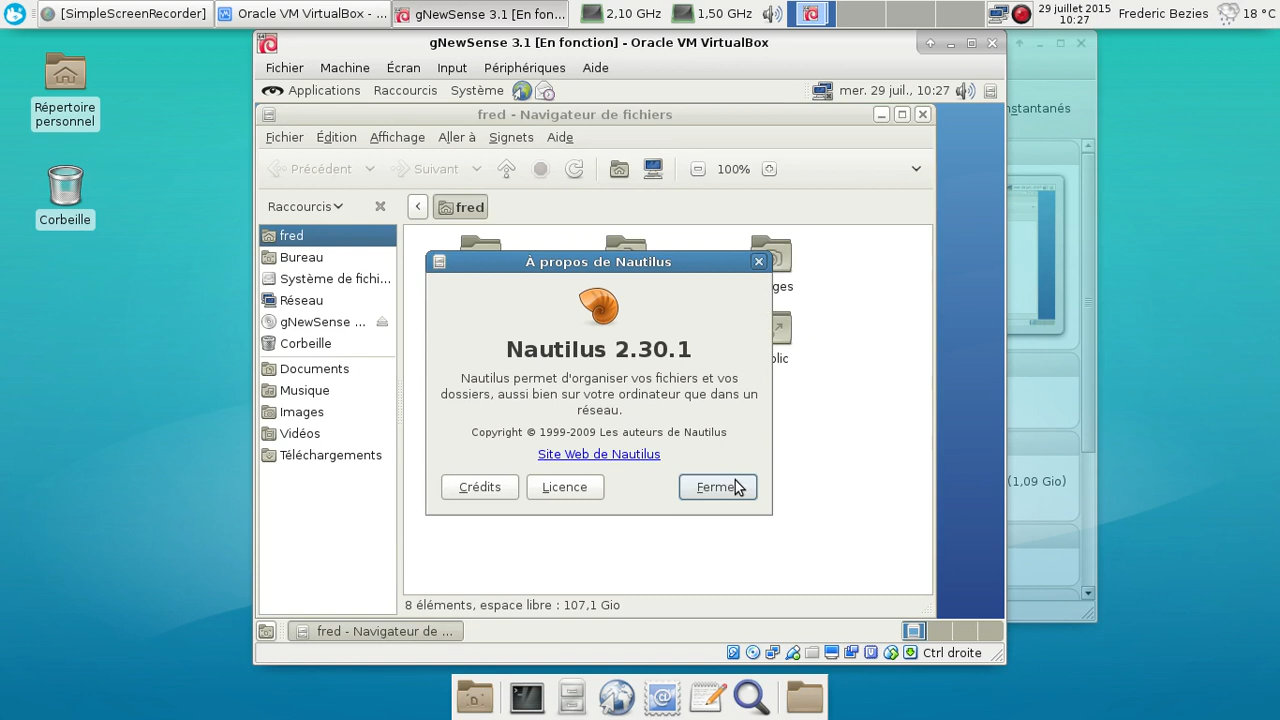 [SimpleScreenRecorder]
Oracle VM VirtualBox - ...
gNewSense 3.1 [En fon...
2,10 GHz
1,50 GHz
29 juillet 2015
10:27
Frederic Bezies
18 °C
Répertoire
personnel
Corbeille
gNewSense 3.1 [En fonction] - Oracle VM VirtualBox
Fichier Machine Écran Input Périphériques Aide
Applications Raccourcis Système
mer. 29 juil., 10:27
fred - Navigateur de fichiers
Fichier Édition Affichage Aller à Signets Aide
Précédent Suivant 100%
Raccourcis
fred
fred
Bureau
Système de fichi...
Réseau
gNewSense ...
Corbeille
Documents
Musique
Images
Vidéos
Téléchargements
À propos de Nautilus
Nautilus 2.30.1
Nautilus permet d'organiser vos fichiers et vos
dossiers, aussi bien sur votre ordinateur que dans un
réseau.
Copyright © 1999-2009 Les auteurs de Nautilus
Site Web de Nautilus
Crédits Licence Ferme
ges
olic
8 éléments, espace libre : 107,1 Gio
fred - Navigateur de ...
Ctrl droite
nstantanés
(1,09 Gio)